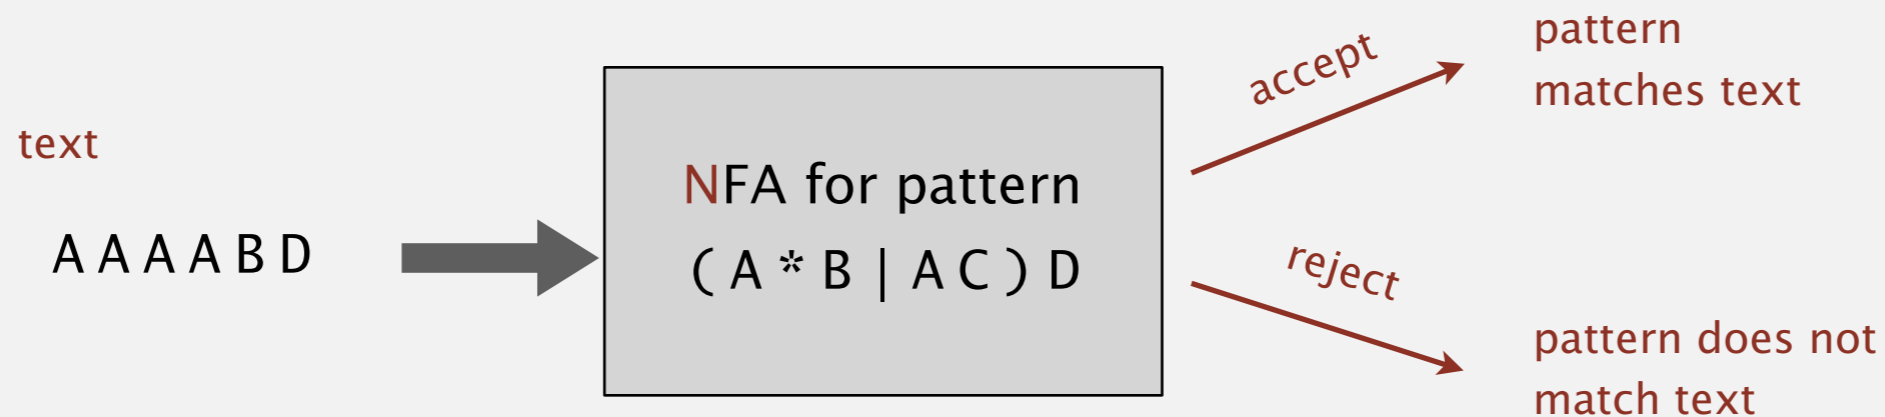 text
A A A A B D
NFA for pattern
( A * B | A C ) D
accept
pattern
matches text
reject
pattern does not
match text